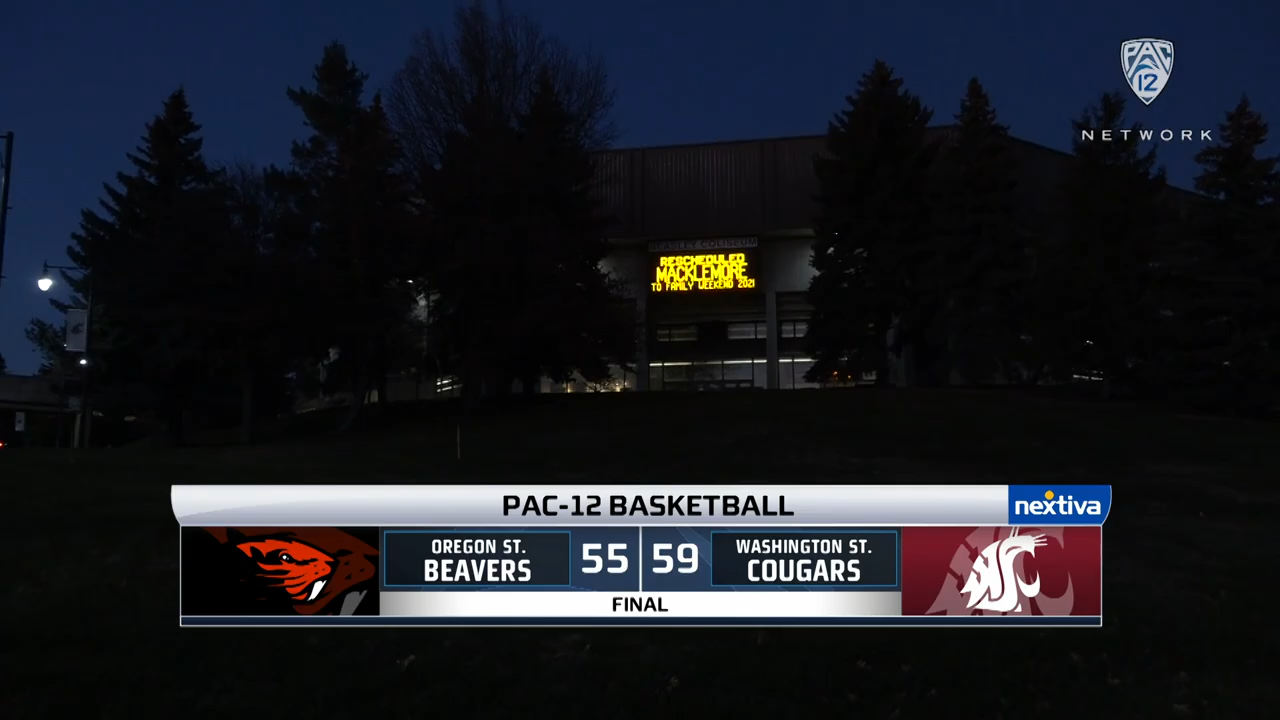 PAC
12
NETWORK
BEASLEY COLISEUM
RESCHEDULED
MACKLEMORE
TO FAMILY WEEKEND 2021
PAC-12 BASKETBALL
nextiva
OREGON ST.
BEAVERS
55
59
WASHINGTON ST.
COUGARS
FINAL